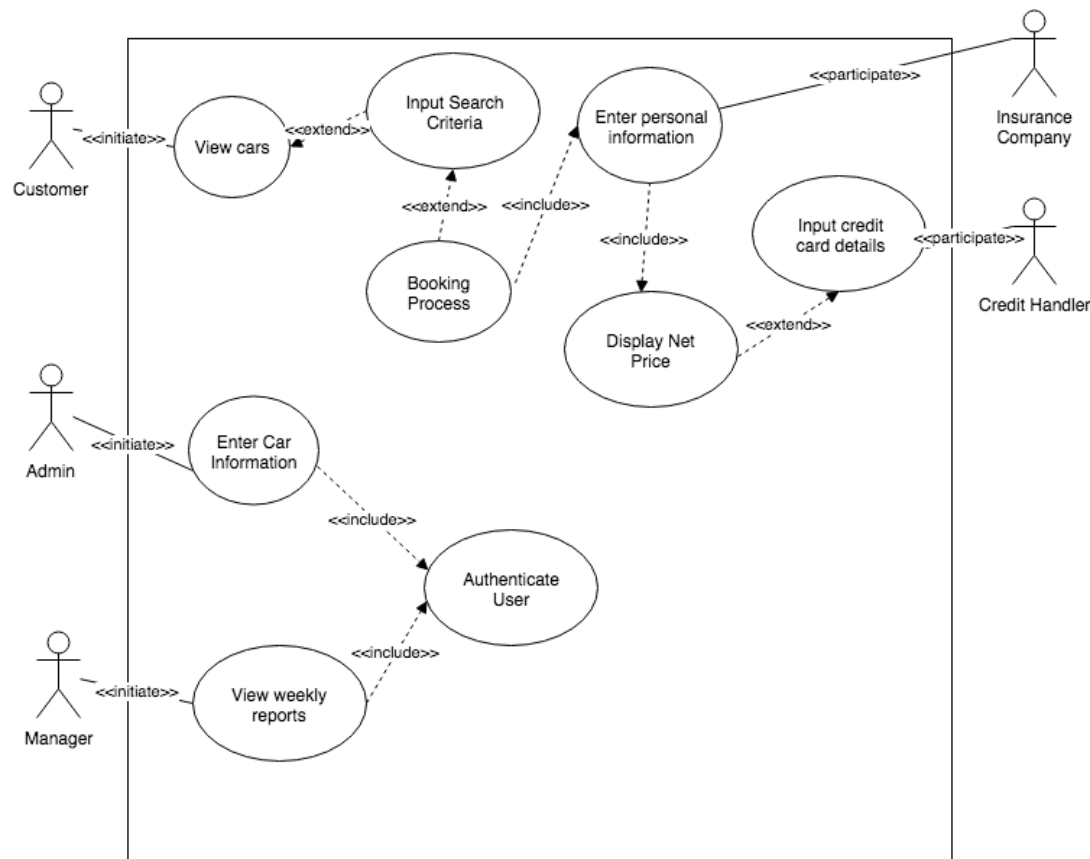 Insurance
Company
<<participate>>
Customer
<<initiate>>
View cars
<<extend>>
Input Search
Criteria
Enter personal
information
<<extend>>
<<include>>
<<include>>
Input credit
card details
<<participate>>
Credit Handler
Booking
Process
Display Net
Price
<<extend>>
Admin
<<initiate>>
Enter Car
Information
<<include>>
Authenticate
User
<<include>>
Manager
<<initiate>>
View weekly
reports